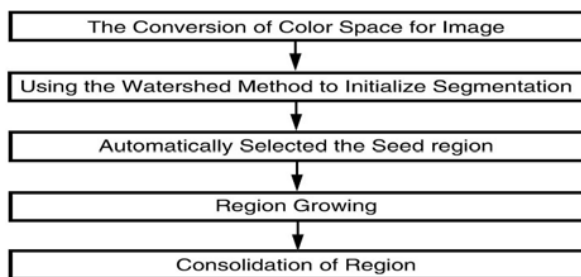 The Conversion of Color Space for Image
Using the Watershed Method to Initialize Segmentation
Automatically Selected the Seed region
Region Growing
Consolidation of Region